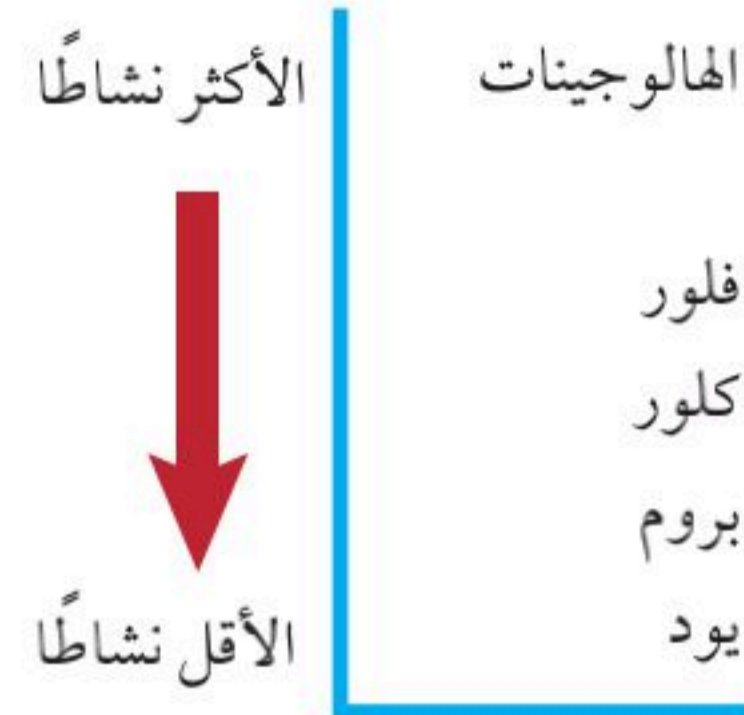 الهالوجينات
فلور
كلور
بروم
يود
الأكثر نشاطًا
الأقل نشاطًا